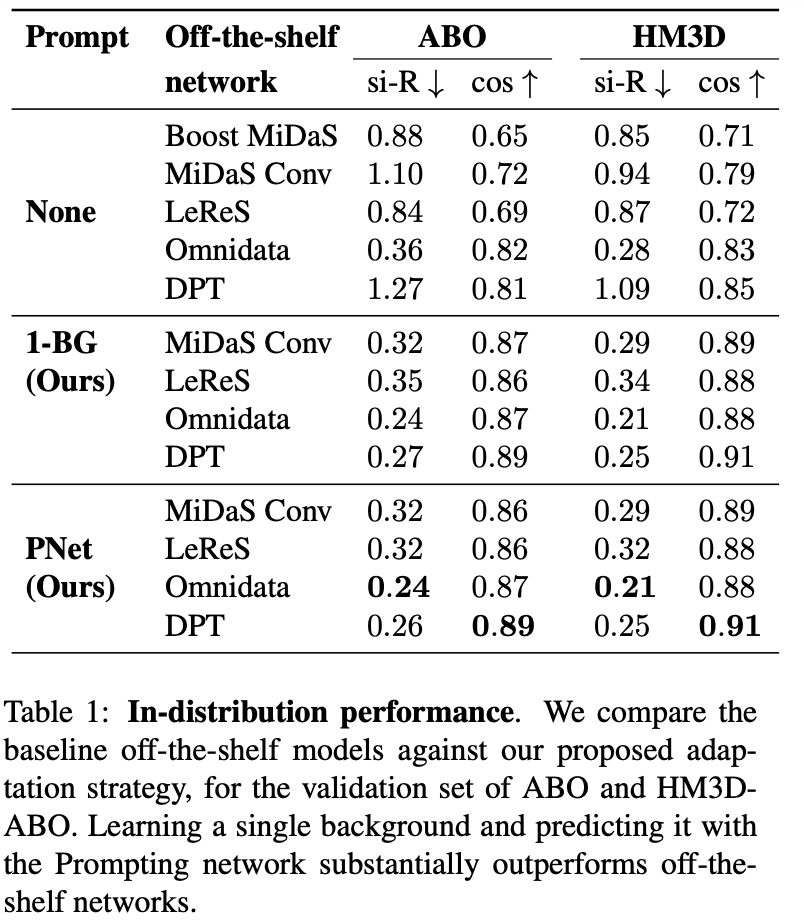 Prompt Off-the-shelf network ABO HM3D
si-R ↓ cos ↑ si-R ↓ cos ↑
None
Boost MiDaS 0.88 0.65 0.85 0.71
MiDaS Conv 1.10 0.72 0.94 0.79
LeReS 0.84 0.69 0.87 0.72
Omnidata 0.36 0.82 0.28 0.83
DPT 1.27 0.81 1.09 0.85
1-BG (Ours)
MiDaS Conv 0.32 0.87 0.29 0.89
LeReS 0.35 0.86 0.34 0.88
Omnidata 0.24 0.87 0.21 0.88
DPT 0.27 0.89 0.25 0.91
PNet (Ours)
MiDaS Conv 0.32 0.86 0.29 0.89
LeReS 0.32 0.86 0.32 0.88
Omnidata 0.24 0.87 0.21 0.88
DPT 0.26 0.89 0.25 0.91
Table 1: In-distribution performance. We compare the
baseline off-the-shelf models against our proposed adap-
tation strategy, for the validation set of ABO and HM3D-
ABO. Learning a single background and predicting it with
the Prompting network substantially outperforms off-the-
shelf networks.